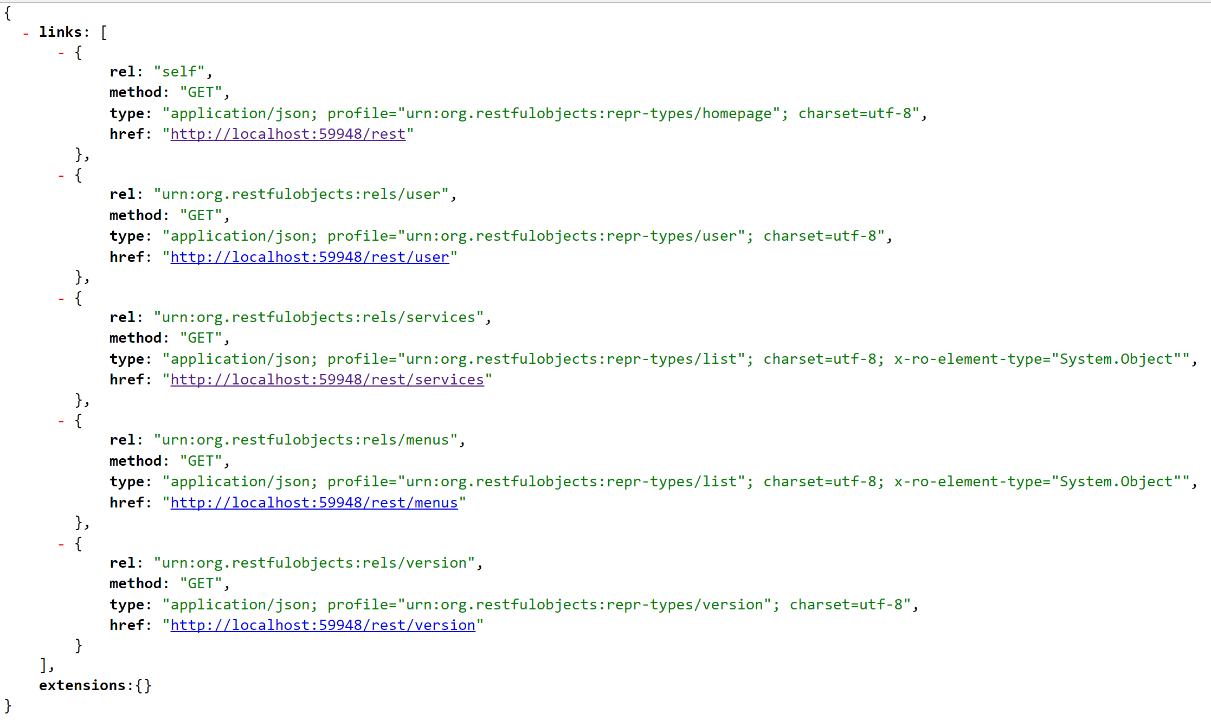 {
- links: [
- {
rel: "self",
method: "GET",
type: "application/json; profile="urn:org.restfulobjects:repr-types/homepage"; charset=utf-8",
href: "http://localhost:59948/rest"
},
- {
rel: "urn:org.restfulobjects:rels/user",
method: "GET",
type: "application/json; profile="urn:org.restfulobjects:repr-types/user"; charset=utf-8",
href: "http://localhost:59948/rest/user"
},
- {
rel: "urn:org.restfulobjects:rels/services",
method: "GET",
type: "application/json; profile="urn:org.restfulobjects:repr-types/list"; charset=utf-8; x-ro-element-type="System.Object"",
href: "http://localhost:59948/rest/services"
},
- {
rel: "urn:org.restfulobjects:rels/menus",
method: "GET",
type: "application/json; profile="urn:org.restfulobjects:repr-types/list"; charset=utf-8; x-ro-element-type="System.Object"",
href: "http://localhost:59948/rest/menus"
},
- {
rel: "urn:org.restfulobjects:rels/version",
method: "GET",
type: "application/json; profile="urn:org.restfulobjects:repr-types/version"; charset=utf-8",
href: "http://localhost:59948/rest/version"
}
],
extensions:{}
}